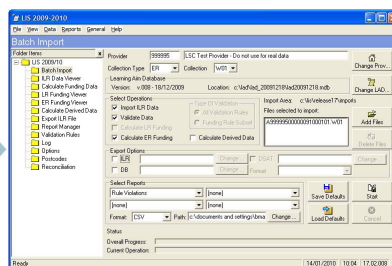 LIS 2009-2010
File View Data Reports General Help
Batch Import
Folder Items
LIS 2009/10
Batch Import
ILR Data Viewer
Calculate Funding Data
LR Funding Viewer
ER Funding Viewer
Calculate Derived Data
Export ILR File
Report Manager
Validation Rules
Log
Options
Postcodes
Reconciliation
Provider 999995 LSC Test Provider - Do not use for real data
Collection Type ER Collection W01
Learning Aim Database
Version: v.008 - 18/12/2009 Location: c:\lad\lad_20091218\lad20091218.mdb
Select Operations
Import ILR Data
Validate Data
Calculate LR Funding
Calculate ER Funding
Type Of Validation
All Validation Rules
Funding Rule Subset
Calculate Derived Data
Import Area: c:\lis\release1.7\imports
Files selected to import:
Export Options
ILR Change... DSAT Change
DB Change... Format
Select Reports
Rule Violations [none]
[none] [none]
Format: CSV Path: c:\documents and settings\bma Change...
Save Defaults
Load Defaults
Change Prov...
Change LAD...
Add Files
Delete Files
Start
Cancel
Status
Overall Progress:
Current Operation:
Ready 14/01/2010 10:04 17.02.008